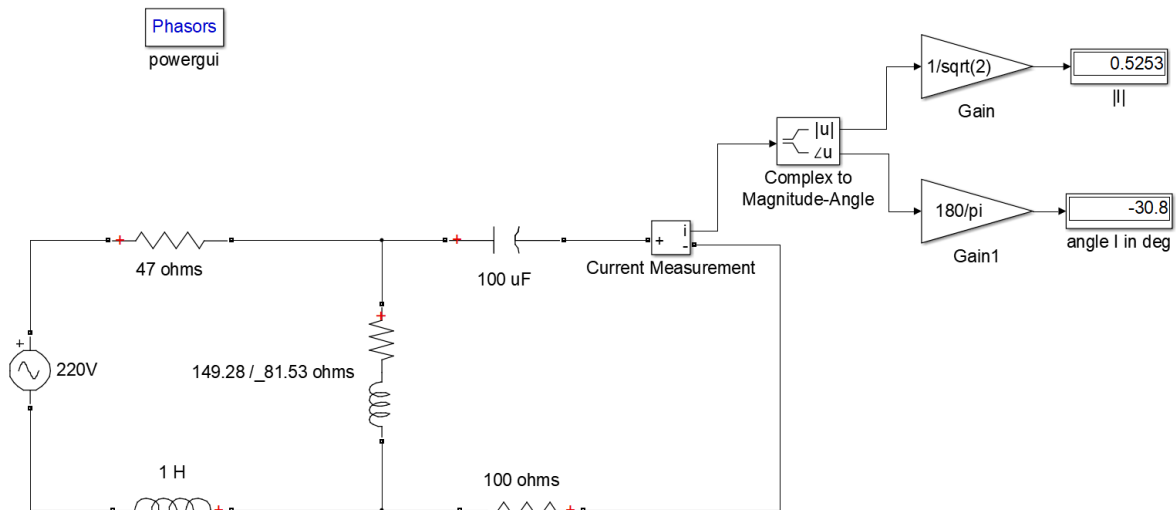 Phasors
powergui
1/sqrt(2)
Gain
0.5253
|I|
|u|
∠u
Complex to
Magnitude-Angle
180/pi
Gain1
-30.8
angle I in deg
+
47 ohms
+
100 uF
+
i
-
Current Measurement
+
220V
+
149.28 /_81.53 ohms
1 H
+
100 ohms
+